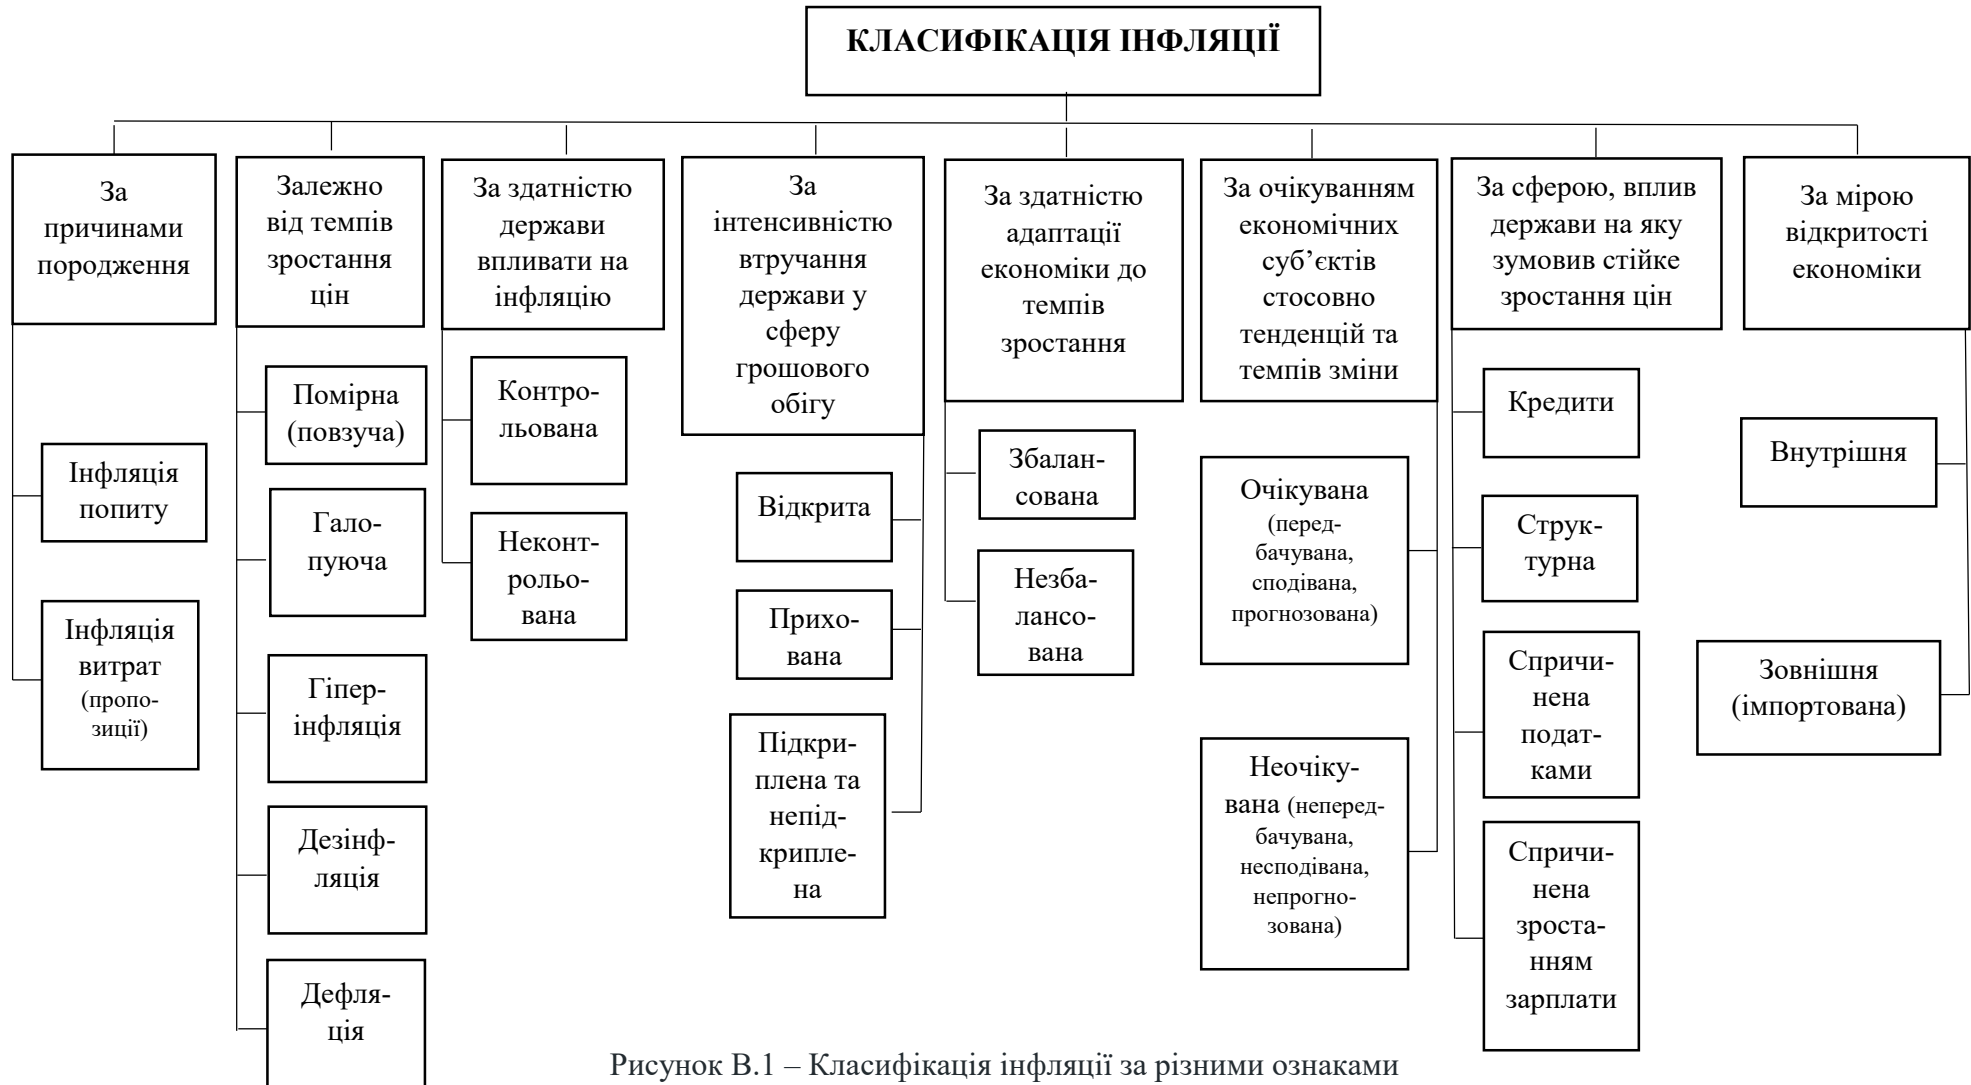 КЛАСИФІКАЦІЯ ІНФЛЯЦІЇ
За
причинами
породження
Інфляція
попиту
Інфляція
витрат
(пропо-
зиції)
Залежно
від темпів
зростання
цін
Помірна
(повзуча)
Гало-
пуюча
Гіпер-
інфляція
Дезінф-
ляція
Дефля-
ція
За здатністю
держави
впливати на
інфляцію
Контро-
льована
Неконт-
рольо-
вана
За
інтенсивністю
втручання
держави у
сферу
грошового
обігу
Відкрита
Прихо-
вана
Підкри-
плена та
непід-
крипле-
на
За здатністю
адаптації
економіки до
темпів
зростання
Збалан-
сована
Незба-
лансо-
вана
За очікуванням
економічних
суб’єктів
стосовно
тенденцій та
темпів зміни
Очікувана
(перед-
бачувана,
сподівана,
прогнозована)
Неочіку-
вана (неперед-
бачувана,
несподівана,
непрогно-
зована)
За сферою, вплив
держави на яку
зумовив стійке
зростання цін
Кредити
Струк-
турна
Спричи-
нена
подат-
ками
Спричи-
нена
зроста-
нням
зарплати
За мірою
відкритості
економіки
Внутрішня
Зовнішня
(імпортована)
Рисунок В.1 – Класифікація інфляції за різними ознаками